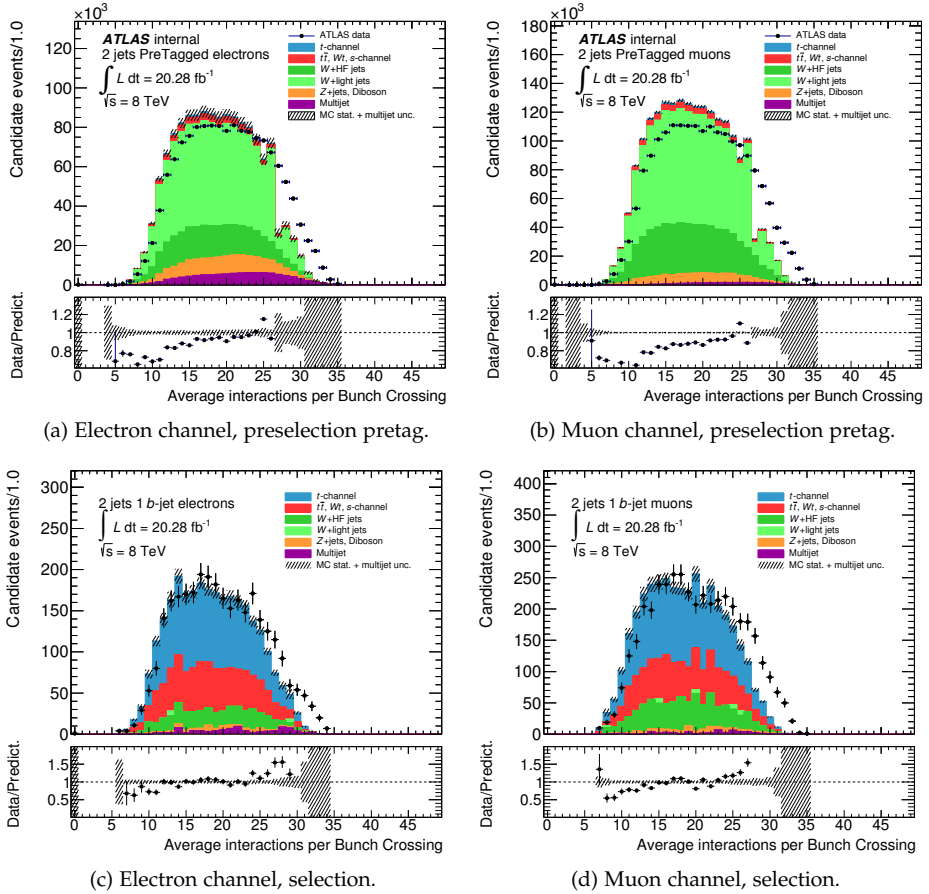 ×10³
ATLAS internal
2 jets PreTagged electrons
∫ L dt = 20.28 fb⁻¹
√s = 8 TeV
ATLAS data
t-channel
tt̄, Wt, s-channel
W+HF jets
W+light jets
Z+jets, Diboson
Multijet
MC stat. + multijet unc.
Candidate events/1.0
120
100
80
60
40
20
0
Data/Predict.
1.2
1
0.8
0 5 10 15 20 25 30 35 40 45
Average interactions per Bunch Crossing
(a) Electron channel, preselection pretag.
×10³
ATLAS internal
2 jets PreTagged muons
∫ L dt = 20.28 fb⁻¹
√s = 8 TeV
ATLAS data
t-channel
tt̄, Wt, s-channel
W+HF jets
W+light jets
Z+jets, Diboson
Multijet
MC stat. + multijet unc.
Candidate events/1.0
180
160
140
120
100
80
60
40
20
0
Data/Predict.
1.2
1
0.8
0 5 10 15 20 25 30 35 40 45
Average interactions per Bunch Crossing
(b) Muon channel, preselection pretag.
2 jets 1 b-jet electrons
∫ L dt = 20.28 fb⁻¹
√s = 8 TeV
t-channel
tt̄, Wt, s-channel
W+HF jets
W+light jets
Z+jets, Diboson
Multijet
MC stat. + multijet unc.
Candidate events/1.0
300
250
200
150
100
50
0
Data/Predict.
1.5
1
0.5
0 5 10 15 20 25 30 35 40 45
Average interactions per Bunch Crossing
(c) Electron channel, selection.
2 jets 1 b-jet muons
∫ L dt = 20.28 fb⁻¹
√s = 8 TeV
t-channel
tt̄, Wt, s-channel
W+HF jets
W+light jets
Z+jets, Diboson
Multijet
MC stat. + multijet unc.
Candidate events/1.0
400
350
300
250
200
150
100
50
0
Data/Predict.
1.5
1
0.5
0 5 10 15 20 25 30 35 40 45
Average interactions per Bunch Crossing
(d) Muon channel, selection.